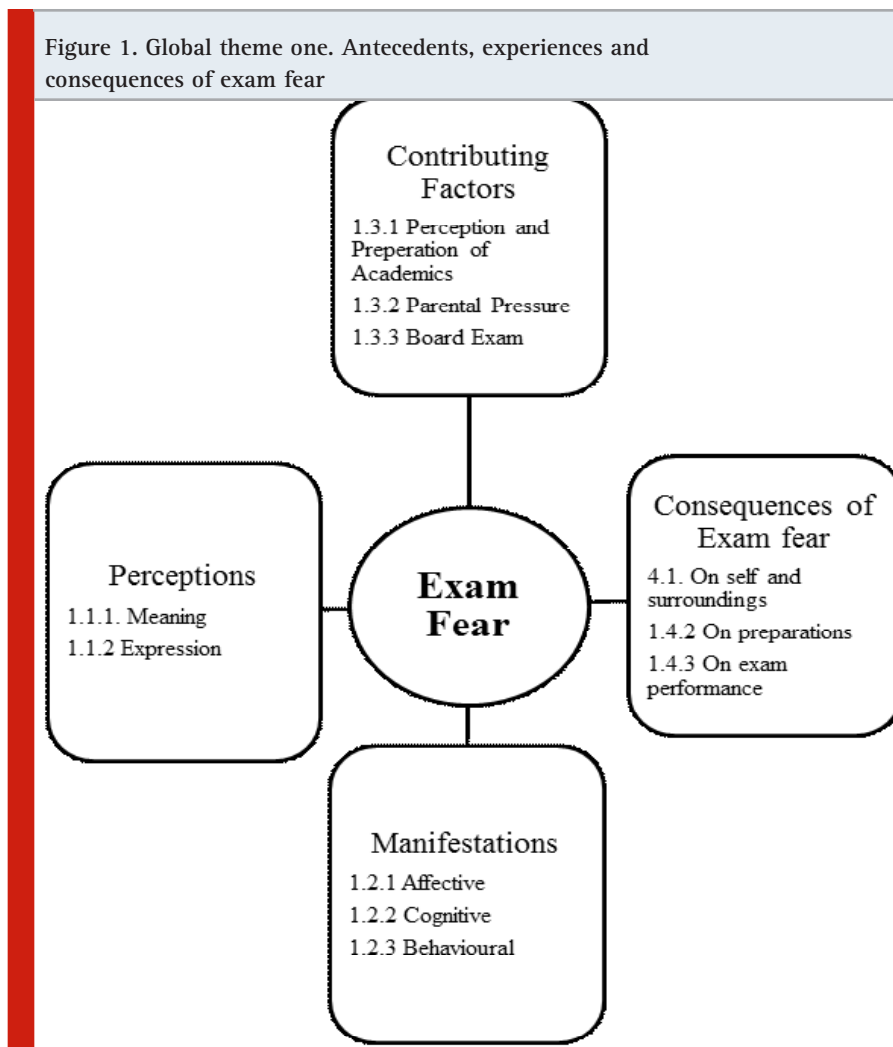 Figure 1. Global theme one. Antecedents, experiences and
consequences of exam fear
Contributing
Factors
1.3.1 Perception and
Preperation of
Academics
1.3.2 Parental Pressure
1.3.3 Board Exam
Perceptions
1.1.1. Meaning
1.1.2 Expression
Exam
Fear
Consequences of
Exam fear
4.1. On self and
surroundings
1.4.2 On preparations
1.4.3 On exam
performance
Manifestations
1.2.1 Affective
1.2.2 Cognitive
1.2.3 Behavioural